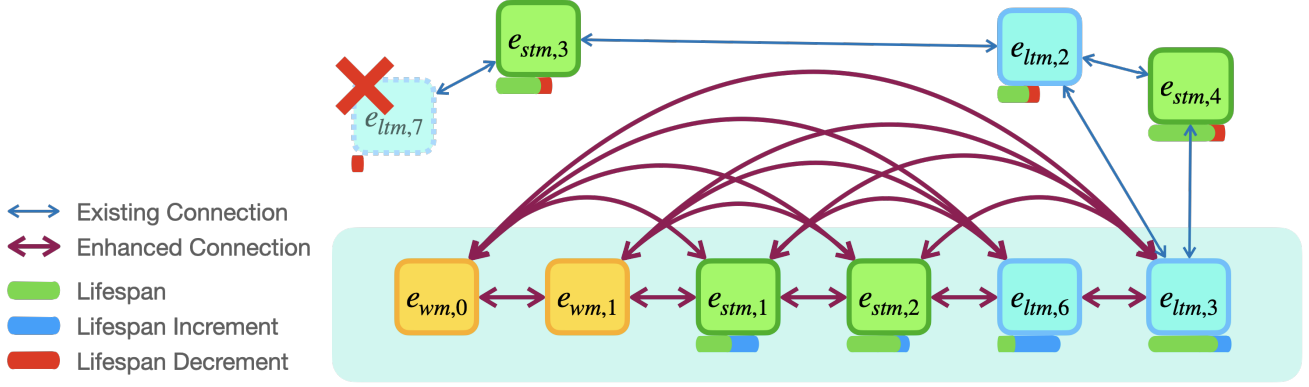 e_stm,3
e_ltm,2
e_stm,4
e_ltm,7
Existing Connection
Enhanced Connection
Lifespan
Lifespan Increment
Lifespan Decrement
e_wm,0 e_wm,1 e_stm,1 e_stm,2 e_ltm,6 e_ltm,3